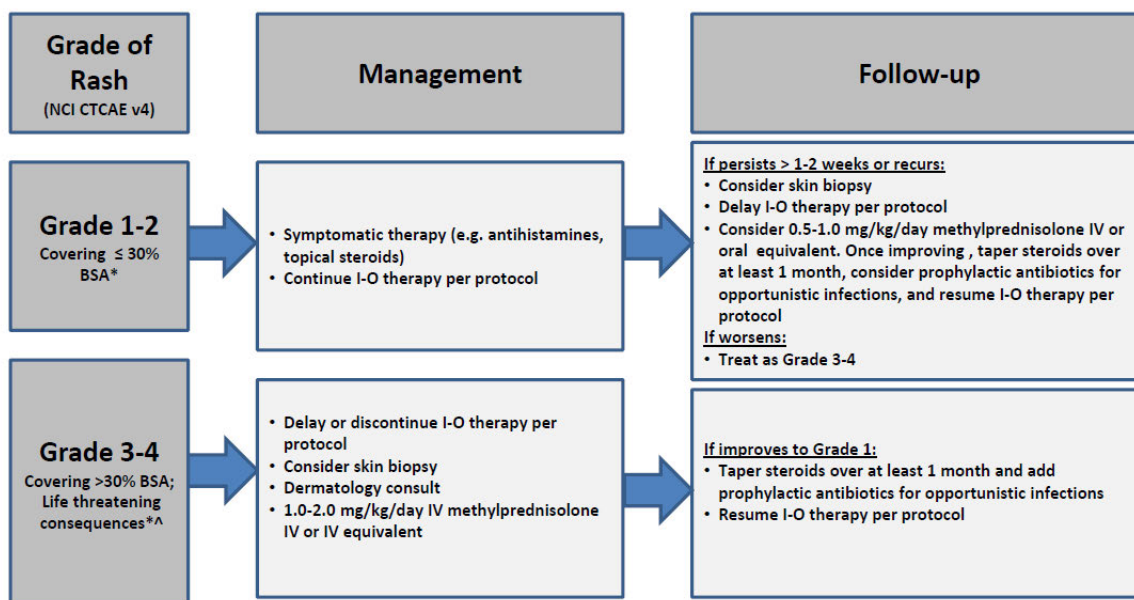 Grade of
Rash
(NCI CTCAE v4)
Management
Follow-up
Grade 1-2
Covering ≤ 30%
BSA*
• Symptomatic therapy (e.g. antihistamines,
topical steroids)
• Continue I-O therapy per protocol
If persists > 1-2 weeks or recurs:
• Consider skin biopsy
• Delay I-O therapy per protocol
• Consider 0.5-1.0 mg/kg/day methylprednisolone IV or
oral equivalent. Once improving , taper steroids over
at least 1 month, consider prophylactic antibiotics for
opportunistic infections, and resume I-O therapy per
protocol
If worsens:
• Treat as Grade 3-4
Grade 3-4
Covering >30% BSA;
Life threatening
consequences*^
• Delay or discontinue I-O therapy per
protocol
• Consider skin biopsy
• Dermatology consult
• 1.0-2.0 mg/kg/day IV methylprednisolone
IV or IV equivalent
If improves to Grade 1:
• Taper steroids over at least 1 month and add
prophylactic antibiotics for opportunistic infections
• Resume I-O therapy per protocol